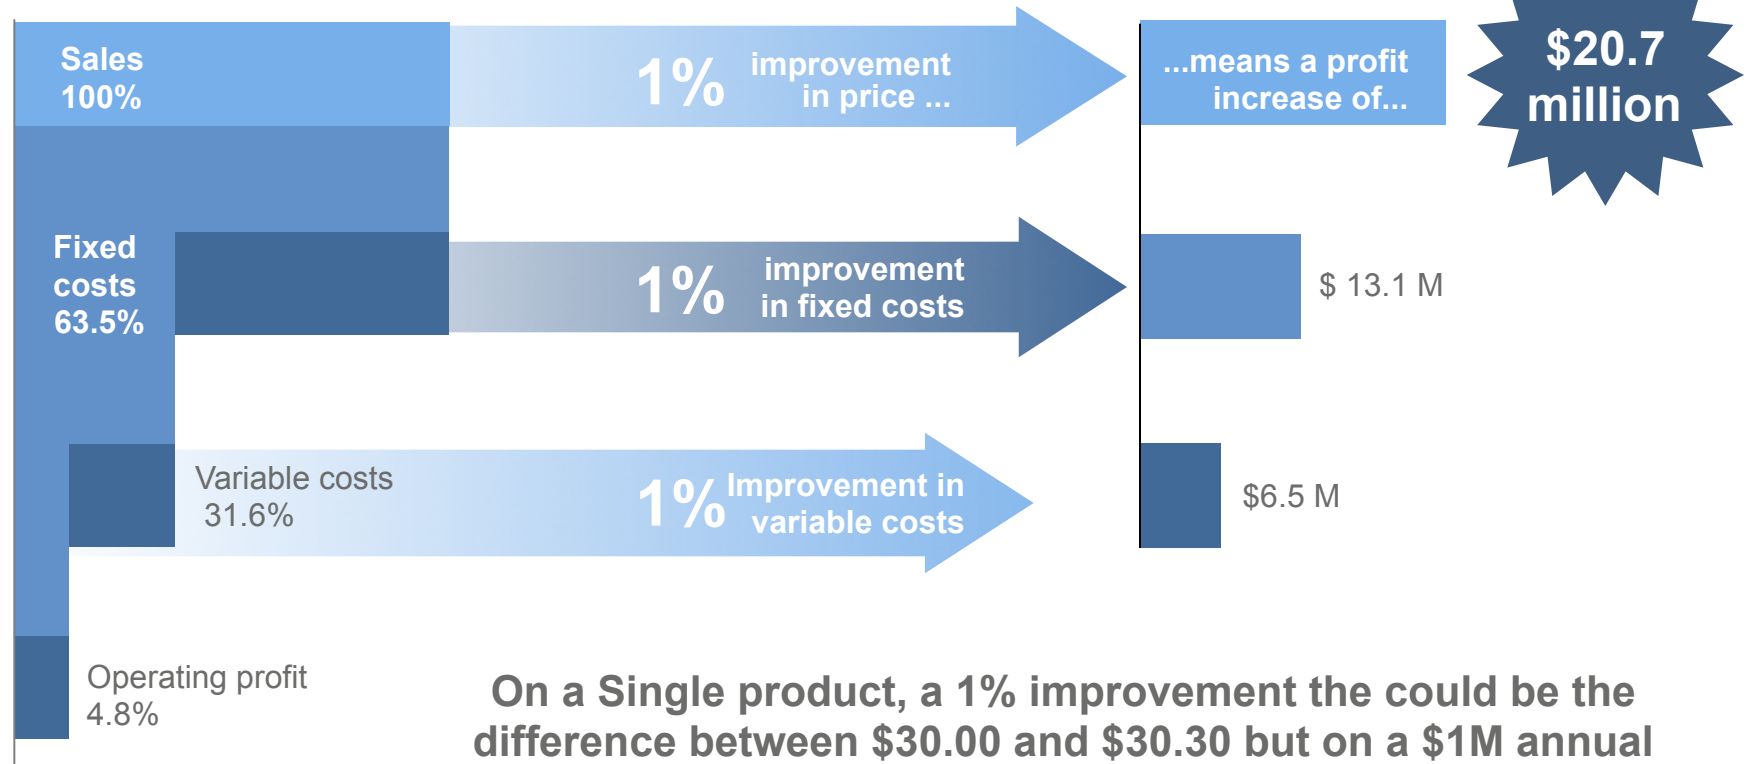 Sales
100%
1%
improvement
in price ...
...means a profit
increase of...
$20.7
million
Fixed
costs
63.5%
1%
improvement
in fixed costs
$ 13.1 M
Variable costs
31.6%
1%
Improvement in
variable costs
$6.5 M
Operating profit
4.8%
On a Single product, a 1% improvement the could be the
difference between $30.00 and $30.30 but on a $1M annual